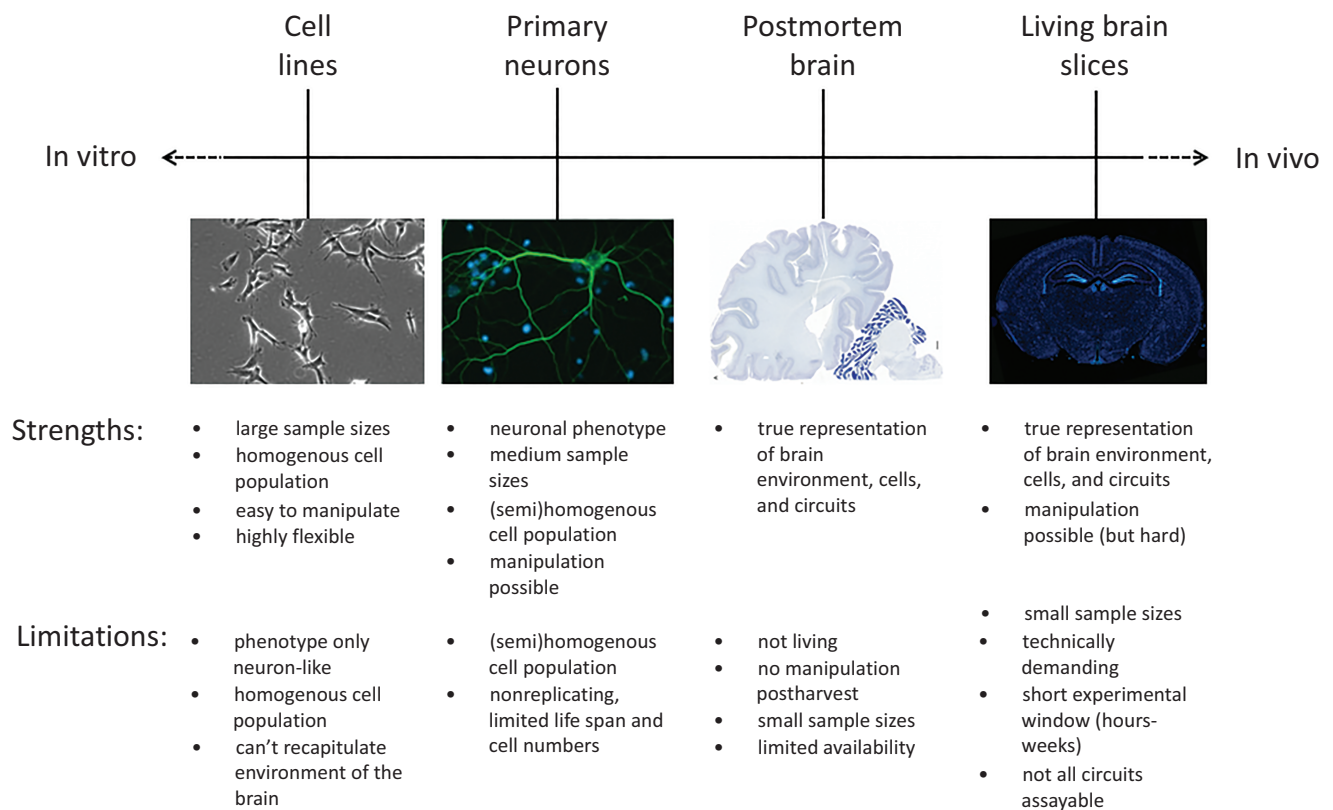 Cell
lines
Primary
neurons
Postmortem
brain
Living brain
slices
In vitro
In vivo
Strengths:
• large sample sizes
• homogenous cell
population
• easy to manipulate
• highly flexible
• neuronal phenotype
• medium sample
sizes
• (semi)homogenous
cell population
• manipulation
possible
• true representation
of brain
environment, cells,
and circuits
• true representation
of brain environment,
cells, and circuits
• manipulation
possible (but hard)
Limitations:
• phenotype only
neuron-like
• homogenous cell
population
• can’t recapitulate
environment of the
brain
• (semi)homogenous
cell population
• nonreplicating,
limited life span and
cell numbers
• not living
• no manipulation
postharvest
• small sample sizes
• limited availability
• small sample sizes
• technically
demanding
• short experimental
window (hours-
weeks)
• not all circuits
assayable